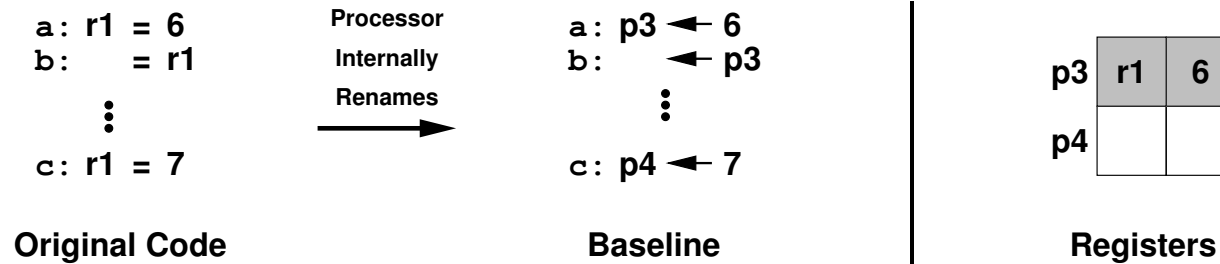 a: r1 = 6
b: = r1
c: r1 = 7
Original Code
Processor
Internally
Renames
a: p3 ← 6
b: ← p3
c: p4 ← 7
Baseline
p3 r1 6
p4
Registers